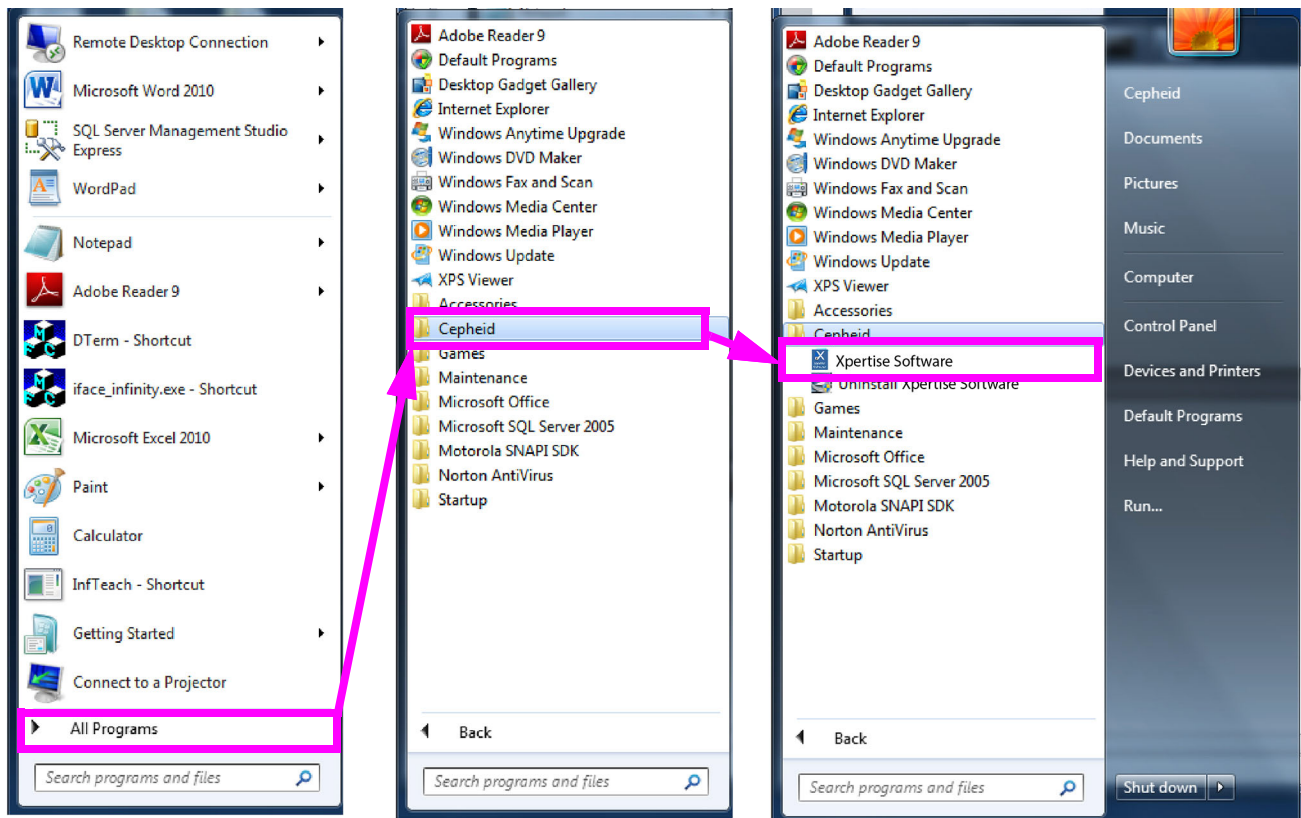 Remote Desktop Connection
Microsoft Word 2010
SQL Server Management Studio
Express
WordPad
Notepad
Adobe Reader 9
DTerm - Shortcut
iface_infinity.exe - Shortcut
Microsoft Excel 2010
Paint
Calculator
InfTeach - Shortcut
Getting Started
Connect to a Projector
All Programs
Search programs and files
Adobe Reader 9
Default Programs
Desktop Gadget Gallery
Internet Explorer
Windows Anytime Upgrade
Windows DVD Maker
Windows Fax and Scan
Windows Media Center
Windows Media Player
Windows Update
XPS Viewer
Accessories
Cepheid
Games
Maintenance
Microsoft Office
Microsoft SQL Server 2005
Motorola SNAPI SDK
Norton AntiVirus
Startup
Back
Search programs and files
Adobe Reader 9
Default Programs
Desktop Gadget Gallery
Internet Explorer
Windows Anytime Upgrade
Windows DVD Maker
Windows Fax and Scan
Windows Media Center
Windows Media Player
Windows Update
XPS Viewer
Accessories
Cepheid
Xpertise Software
Uninstall Xpertise Software
Games
Maintenance
Microsoft Office
Microsoft SQL Server 2005
Motorola SNAPI SDK
Norton AntiVirus
Startup
Back
Search programs and files
Cepheid
Documents
Pictures
Music
Computer
Control Panel
Devices and Printers
Default Programs
Help and Support
Run...
Shut down